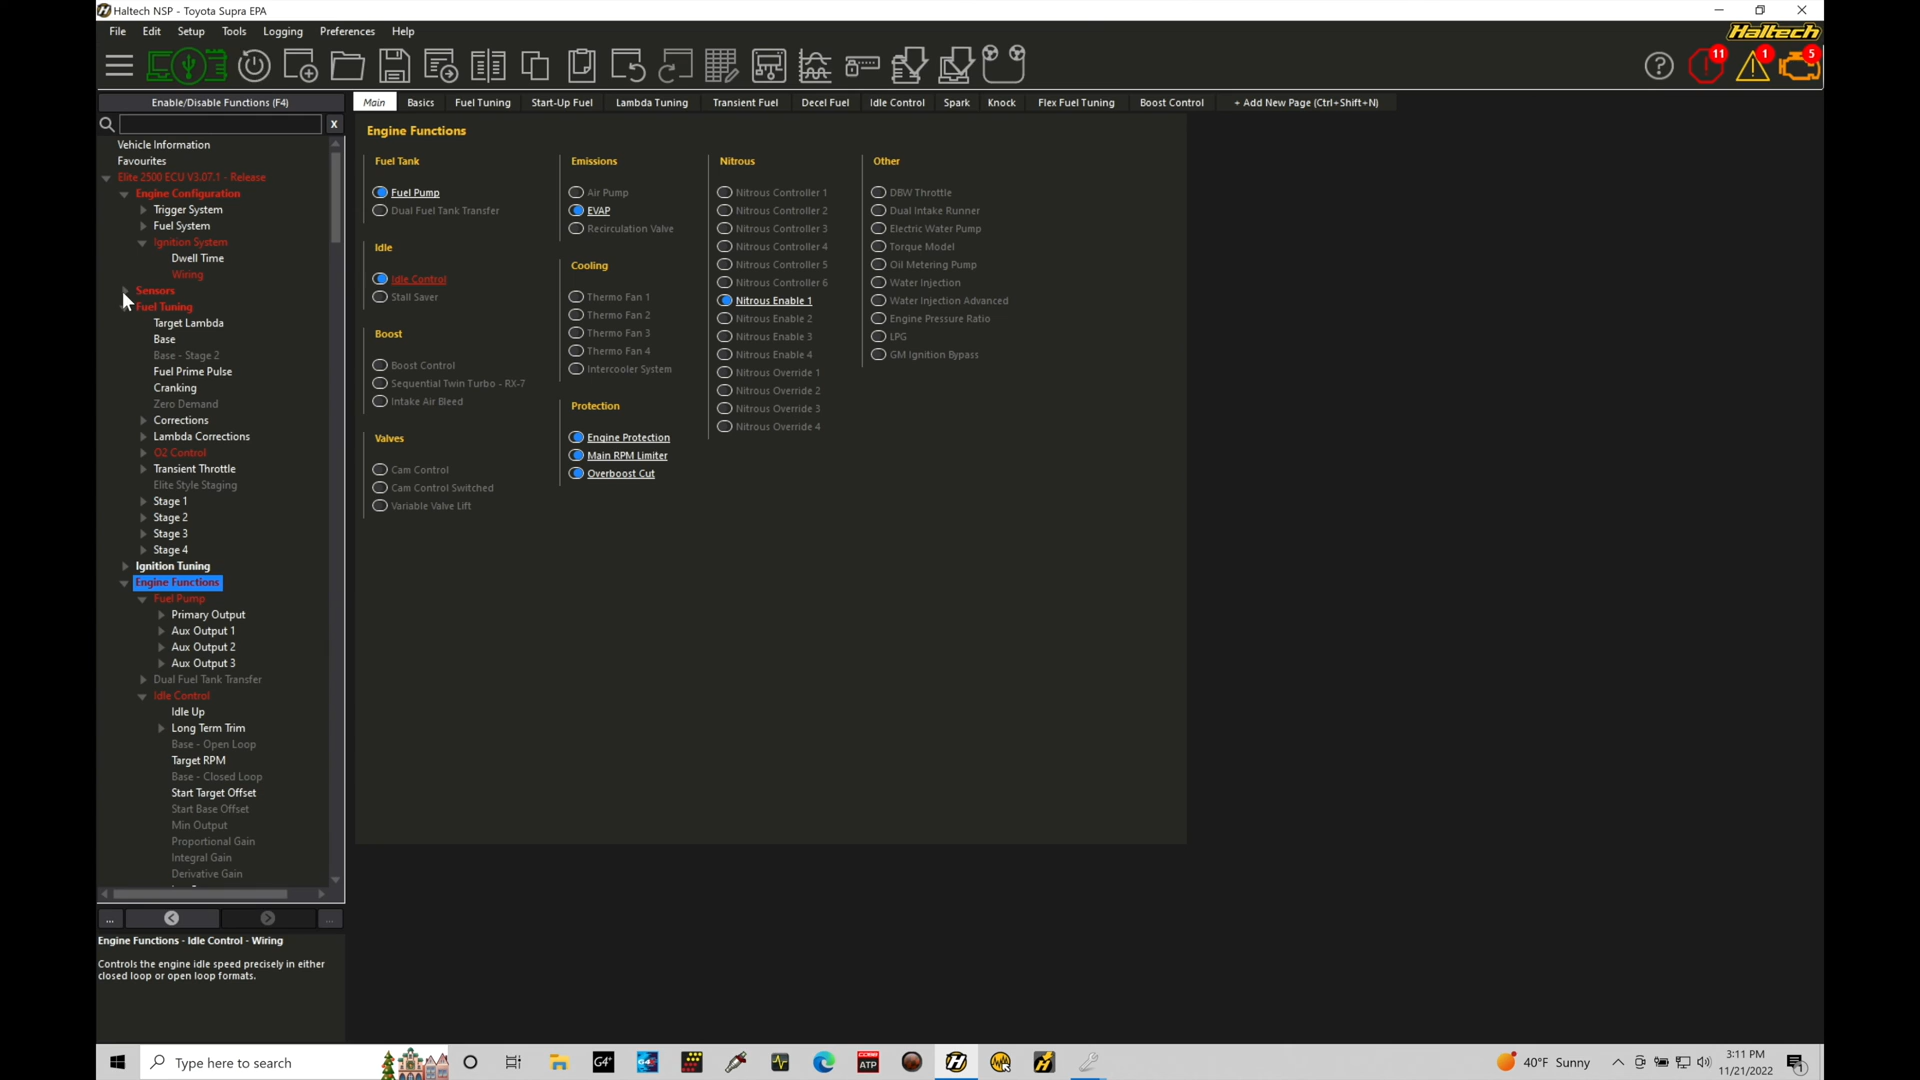 Haltech NSP - Toyota Supra EPA
File Edit Setup Tools Logging Preferences Help
Haltech
11 1 5
Enable/Disable Functions (F4)
Main Basics Fuel Tuning Start-Up Fuel Lambda Tuning Transient Fuel Decel Fuel Idle Control Spark Knock Flex Fuel Tuning Boost Control + Add New Page (Ctrl+Shift+N)
X
Vehicle Information
Favourites
Elite 2500 ECU V3.07.1 - Release
Engine Configuration
Trigger System
Fuel System
Ignition System
Dwell Time
Wiring
Sensors
Fuel Tuning
Target Lambda
Base
Base - Stage 2
Fuel Prime Pulse
Cranking
Zero Demand
Corrections
Lambda Corrections
O2 Control
Transient Throttle
Elite Style Staging
Stage 1
Stage 2
Stage 3
Stage 4
Ignition Tuning
Engine Functions
Fuel Pump
Primary Output
Aux Output 1
Aux Output 2
Aux Output 3
Dual Fuel Tank Transfer
Idle Control
Idle Up
Long Term Trim
Base - Open Loop
Target RPM
Base - Closed Loop
Start Target Offset
Start Base Offset
Min Output
Proportional Gain
Integral Gain
Derivative Gain
... ...
Engine Functions - Idle Control - Wiring
Controls the engine idle speed precisely in either
closed loop or open loop formats.
Engine Functions
Fuel Tank
Fuel Pump
Dual Fuel Tank Transfer
Idle
Idle Control
Stall Saver
Boost
Boost Control
Sequential Twin Turbo - RX-7
Intake Air Bleed
Valves
Cam Control
Cam Control Switched
Variable Valve Lift
Emissions
Air Pump
EVAP
Recirculation Valve
Cooling
Thermo Fan 1
Thermo Fan 2
Thermo Fan 3
Thermo Fan 4
Intercooler System
Protection
Engine Protection
Main RPM Limiter
Overboost Cut
Nitrous
Nitrous Controller 1
Nitrous Controller 2
Nitrous Controller 3
Nitrous Controller 4
Nitrous Controller 5
Nitrous Controller 6
Nitrous Enable 1
Nitrous Enable 2
Nitrous Enable 3
Nitrous Enable 4
Nitrous Override 1
Nitrous Override 2
Nitrous Override 3
Nitrous Override 4
Other
DBW Throttle
Dual Intake Runner
Electric Water Pump
Torque Model
Oil Metering Pump
Water Injection
Water Injection Advanced
Engine Pressure Ratio
LPG
GM Ignition Bypass
Type here to search
G4+
ATP
40°F Sunny
3:11 PM
11/21/2022
1